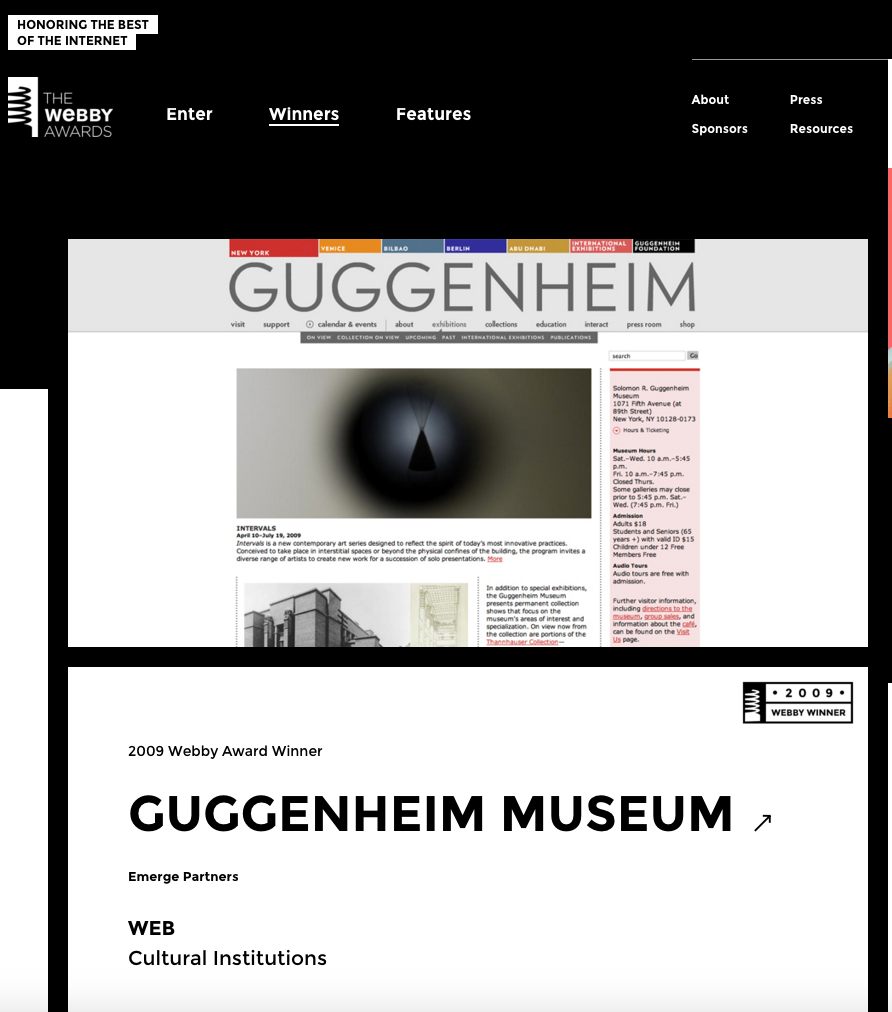 HONORING THE BEST
OF THE INTERNET
THE
WEBBY
AWARDS
Enter
Winners
Features
About
Press
Sponsors
Resources
NEW YORK
VENICE
BILBAO
BERLIN
ABU DHABI
INTERNATIONAL
EXHIBITIONS
GUGGENHEIM
FOUNDATION
GUGGENHEIM
visit support calendar & events about exhibitions collections education interact press room shop
ON VIEW COLLECTION ON VIEW UPCOMING PAST INTERNATIONAL EXHIBITIONS PUBLICATIONS
search Go
Solomon R. Guggenheim
Museum
1071 Fifth Avenue (at
89th Street)
New York, NY 10128-0173
Hours & Ticketing
Museum Hours
Sat.–Wed. 10 a.m.–5:45
p.m.
Fri. 10 a.m.–7:45 p.m.
Closed Thurs.
Some galleries may close
prior to 5:45 p.m. Sat.–
Wed. (7:45 p.m. Fri.)
Admission
Adults $18
Students and Seniors (65
years +) with valid ID $15
Children under 12 Free
Members Free
Audio Tours
Audio tours are free with
admission.
Further visitor information,
including directions to the
museum, group sales, and
information about the café,
can be found on the Visit
Us page.
INTERVALS
April 10–July 19, 2009
Intervals is a new contemporary art series designed to reflect the spirit of today's most innovative practices.
Conceived to take place in interstitial spaces or beyond the physical confines of the building, the program invites a
diverse range of artists to create new work for a succession of solo presentations. More
In addition to special exhibitions,
the Guggenheim Museum
presents permanent collection
shows that focus on the
museum's areas of interest and
specialization. On view now from
the collection are portions of the
Thannhauser Collection—
• 2009 •
WEBBY WINNER
2009 Webby Award Winner
GUGGENHEIM MUSEUM
Emerge Partners
WEB
Cultural Institutions